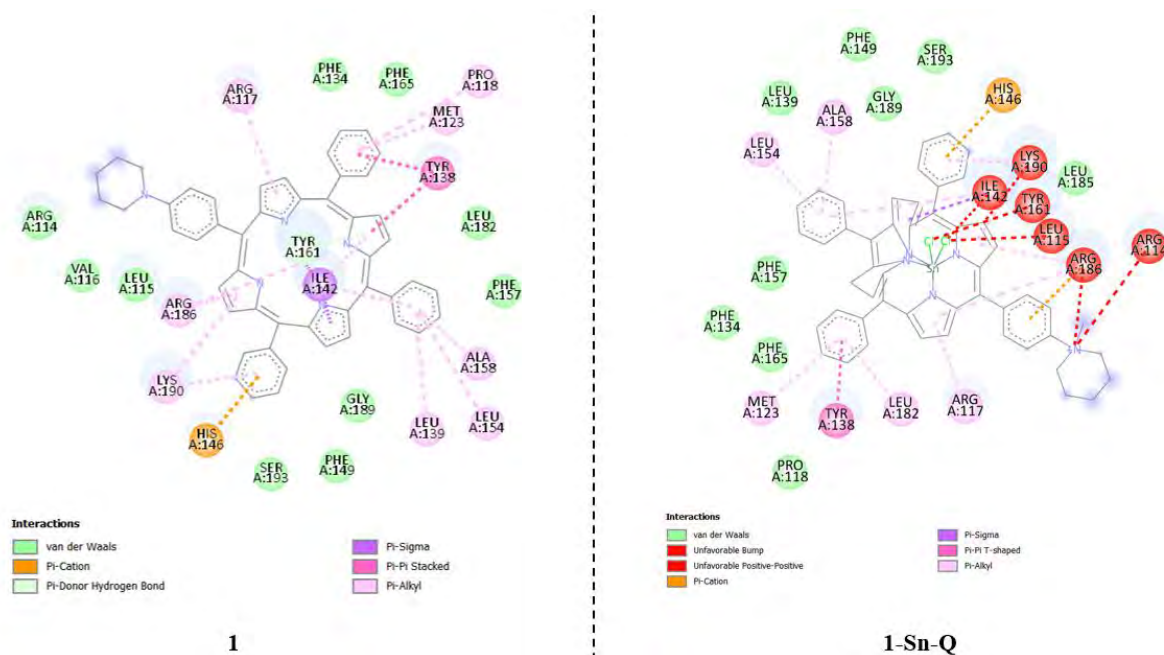 PHE
A:134
PHE
A:165
PRO
A:118
ARG
A:117
MET
A:123
TYR
A:138
ARG
A:114
LEU
A:182
TYR
A:161
VAL
A:116
LEU
A:115
ILE
A:142
PHE
A:157
ARG
A:186
ALA
A:158
LYS
A:190
GLY
A:189
LEU
A:139
LEU
A:154
HIS
A:146
SER
A:193
PHE
A:149
Interactions
van der Waals
Pi-Cation
Pi-Donor Hydrogen Bond
Pi-Sigma
Pi-Pi Stacked
Pi-Alkyl
1
PHE
A:149
SER
A:193
LEU
A:139
GLY
A:189
HIS
A:146
ALA
A:158
LEU
A:154
LYS
A:190
LEU
A:185
ILE
A:142
TYR
A:161
LEU
A:115
ARG
A:114
ARG
A:186
PHE
A:157
PHE
A:134
PHE
A:165
MET
A:123
TYR
A:138
LEU
A:182
ARG
A:117
PRO
A:118
Interactions
van der Waals
Unfavorable Bump
Unfavorable Positive-Positive
Pi-Cation
Pi-Sigma
Pi-Pi T-shaped
Pi-Alkyl
1-Sn-Q